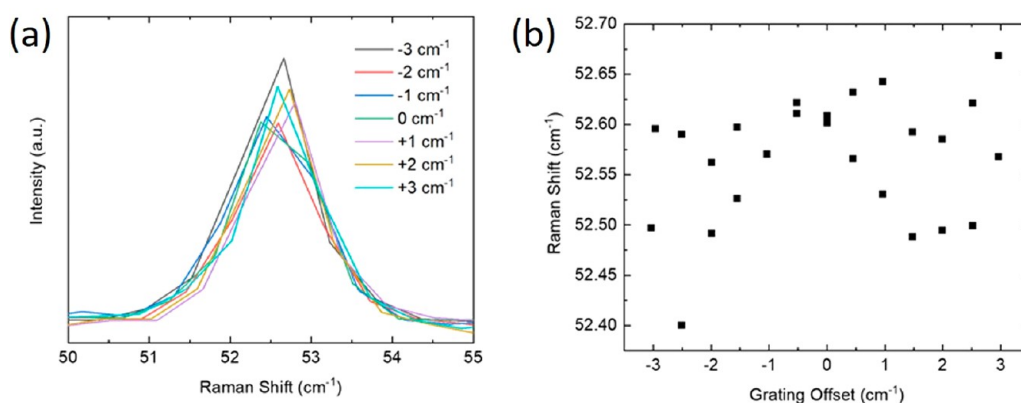 (a)
Intensity (a.u.)
-3 cm⁻¹
-2 cm⁻¹
-1 cm⁻¹
0 cm⁻¹
+1 cm⁻¹
+2 cm⁻¹
+3 cm⁻¹
50 51 52 53 54 55
Raman Shift (cm⁻¹)
(b)
Raman Shift (cm⁻¹)
52.70
52.65
52.60
52.55
52.50
52.45
52.40
-3 -2 -1 0 1 2 3
Grating Offset (cm⁻¹)